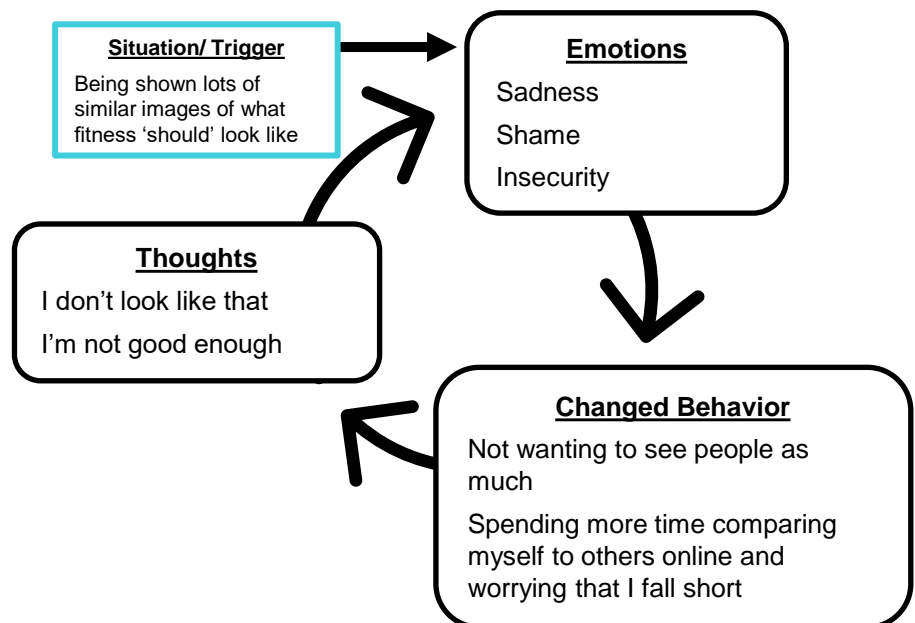 Situation/ Trigger
Being shown lots of
similar images of what
fitness ‘should’ look like
Emotions
Sadness
Shame
Insecurity
Thoughts
I don’t look like that
I’m not good enough
Changed Behavior
Not wanting to see people as
much
Spending more time comparing
myself to others online and
worrying that I fall short